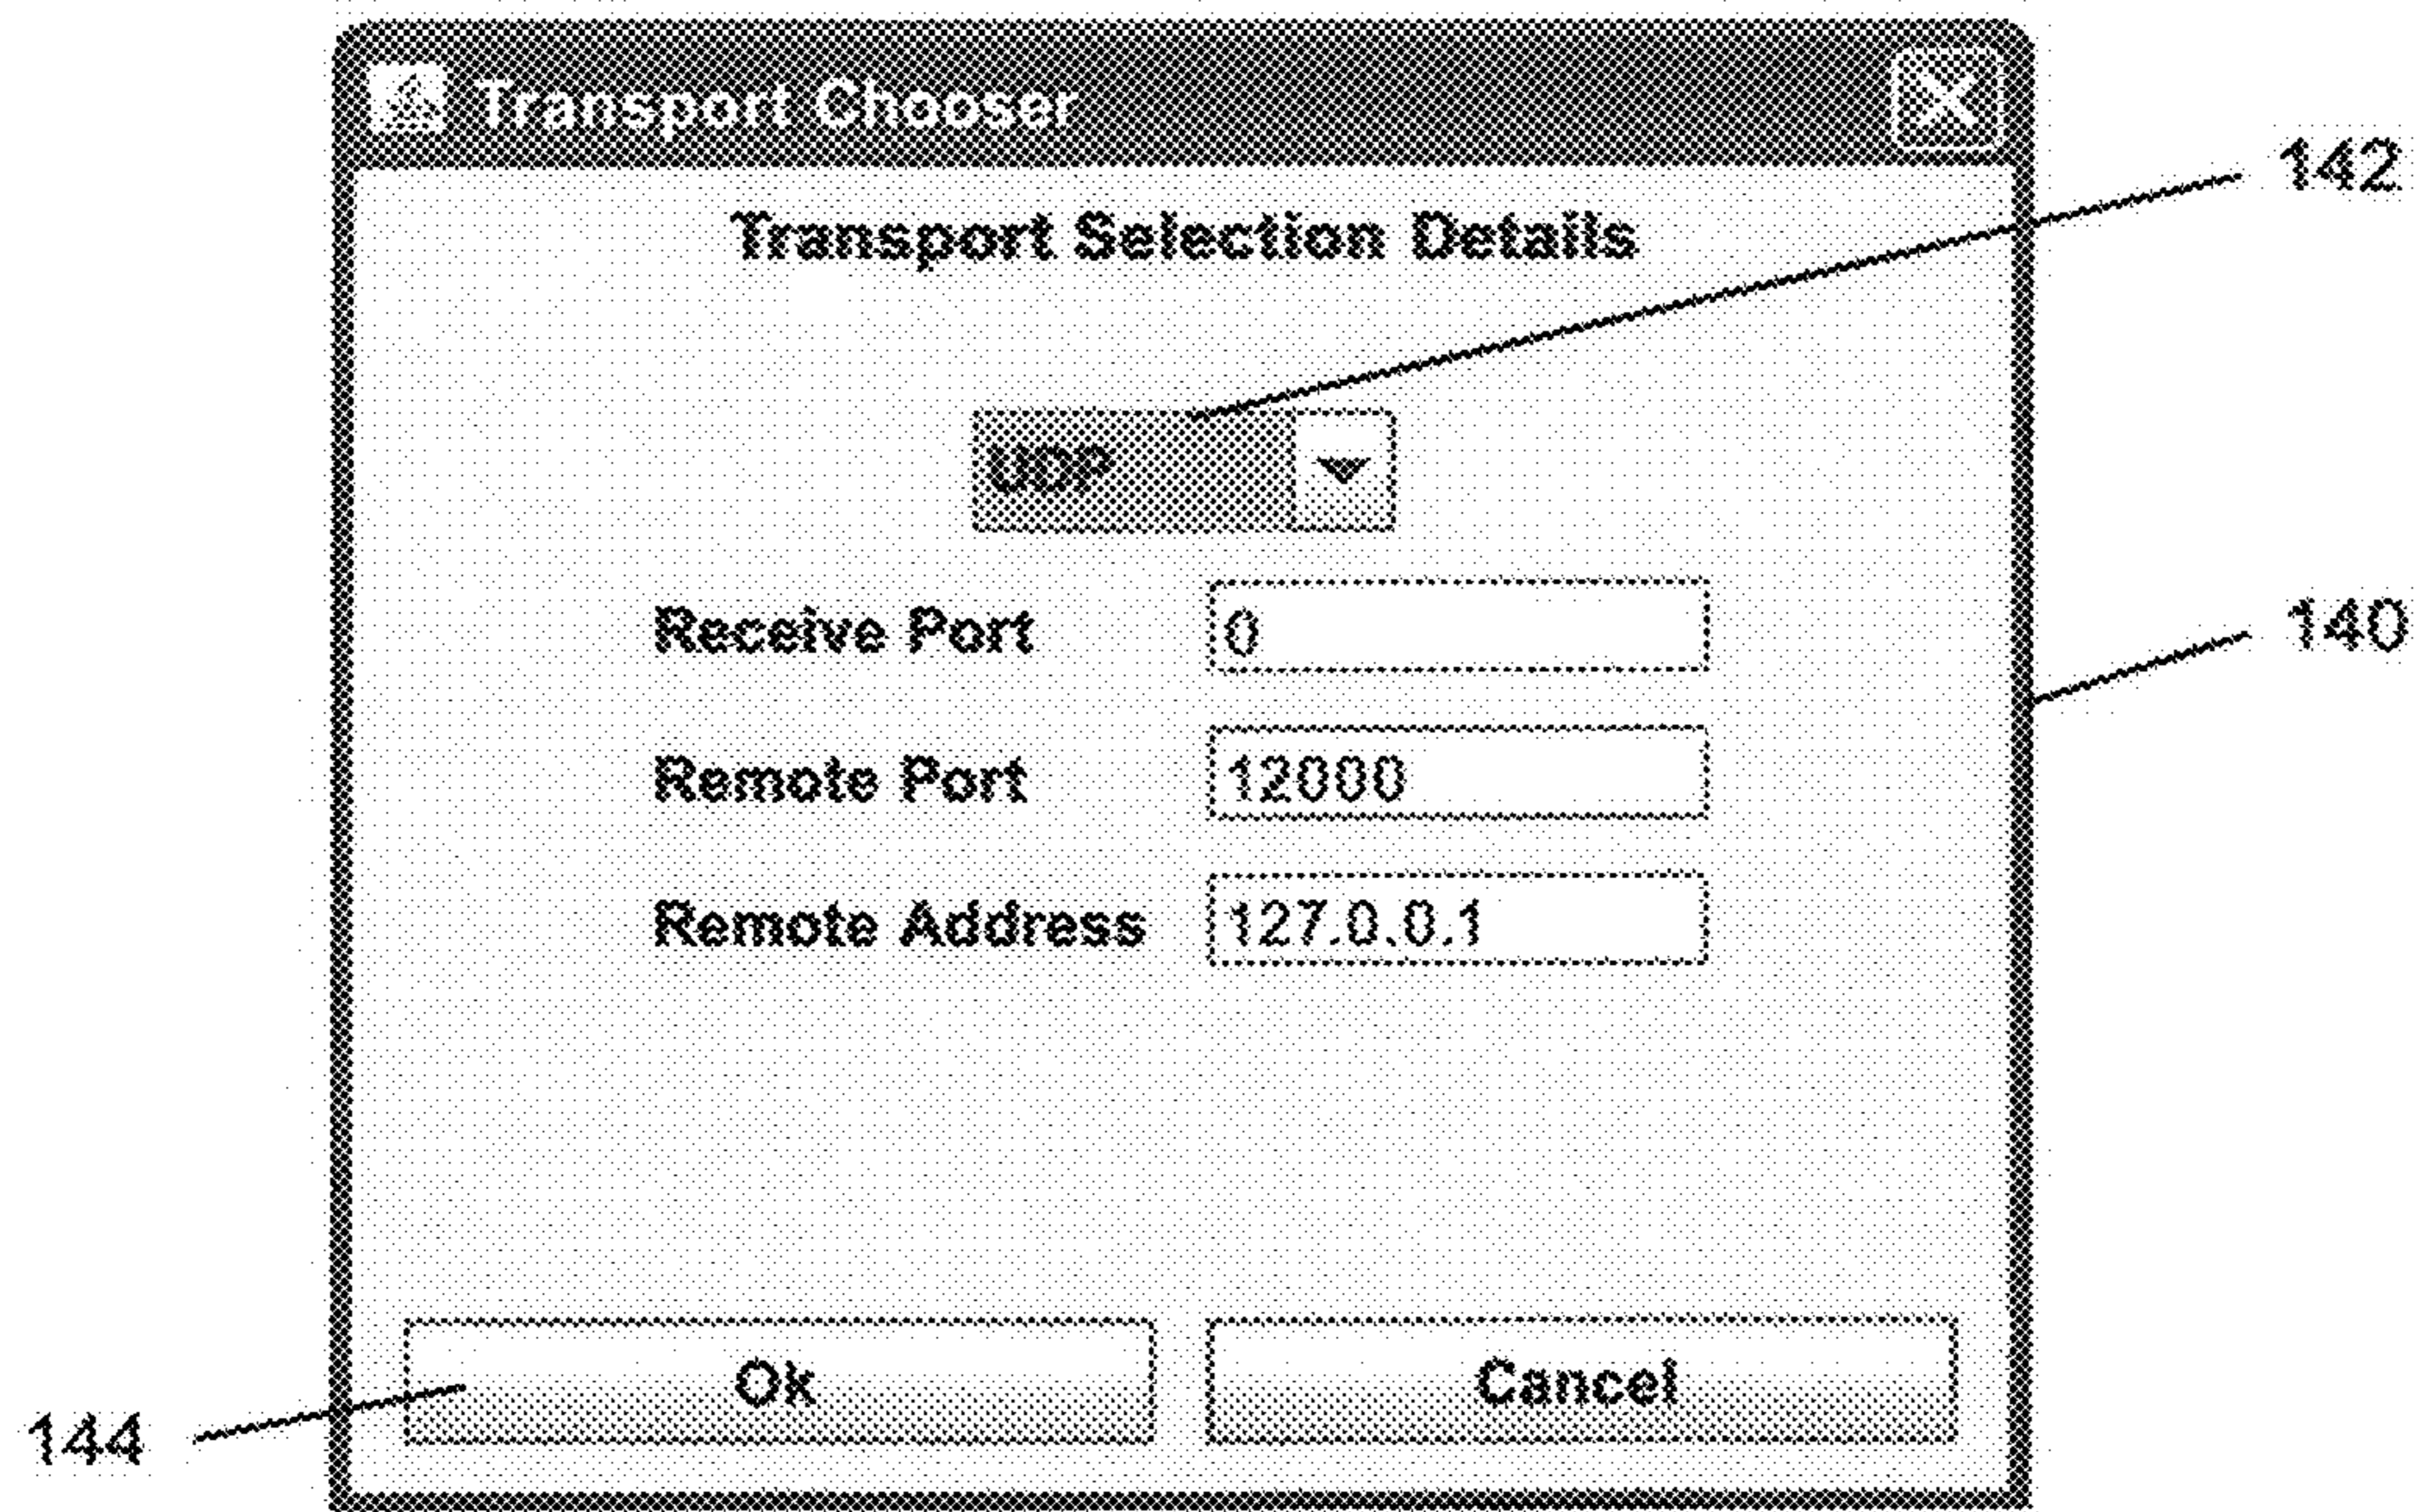 Transport Chooser
142
Transport Selection Details
UDP
Receive Port 0
140
Remote Port 12000
Remote Address 127.0.0.1
Ok Cancel
144